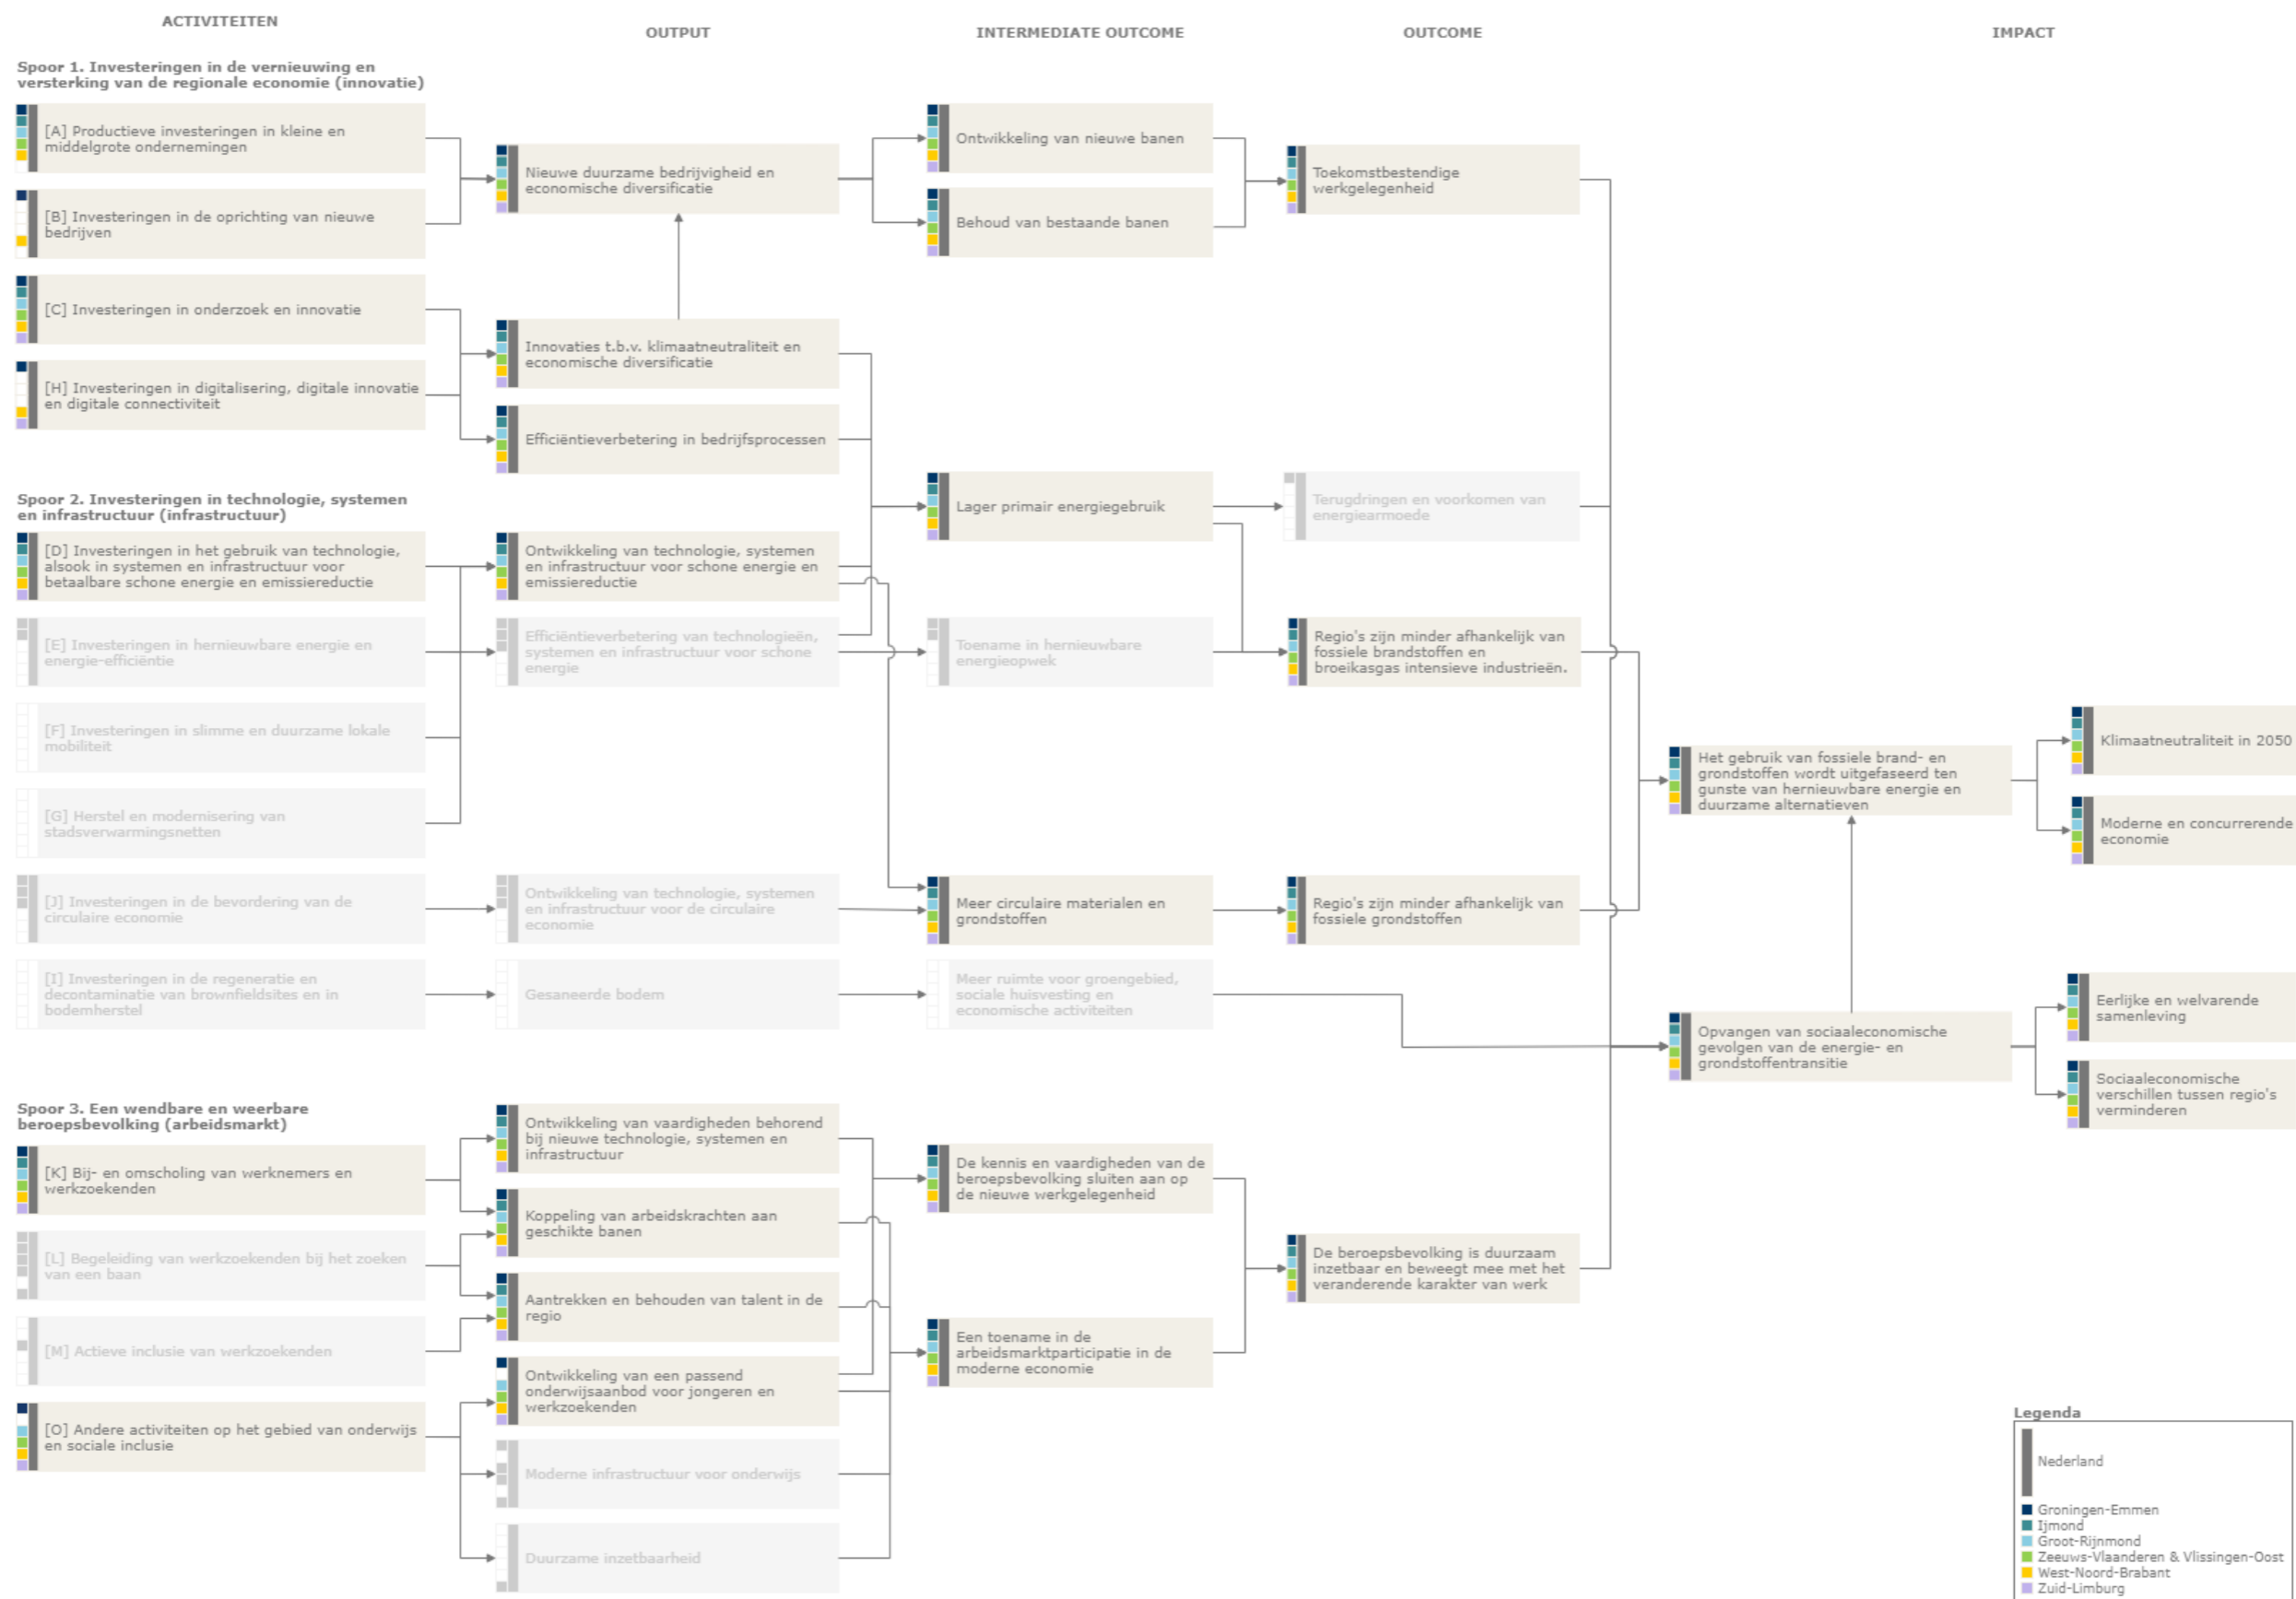 ACTIVITEITEN
OUTPUT
INTERMEDIATE OUTCOME
OUTCOME
IMPACT
Spoor 1. Investeringen in de vernieuwing en
versterking van de regionale economie (innovatie)
[A] Productieve investeringen in kleine en
middelgrote ondernemingen
[B] Investeringen in de oprichting van nieuwe
bedrijven
[C] Investeringen in onderzoek en innovatie
[H] Investeringen in digitalisering, digitale innovatie
en digitale connectiviteit
Nieuwe duurzame bedrijvigheid en
economische diversificatie
Innovaties t.b.v. klimaatneutraliteit en
economische diversificatie
Efficiëntieverbetering in bedrijfsprocessen
Ontwikkeling van nieuwe banen
Behoud van bestaande banen
Toekomstbestendige
werkgelegenheid
Spoor 2. Investeringen in technologie, systemen
en infrastructuur (infrastructuur)
[D] Investeringen in het gebruik van technologie,
alsook in systemen en infrastructuur voor
betaalbare schone energie en emissiereductie
[E] Investeringen in hernieuwbare energie en
energie-efficiëntie
[F] Investeringen in slimme en duurzame lokale
mobiliteit
[G] Herstel en modernisering van
stadsverwarmingsnetten
[J] Investeringen in de bevordering van de
circulaire economie
[I] Investeringen in de regeneratie en
decontaminatie van brownfieldsites en in
bodemherstel
Ontwikkeling van technologie, systemen
en infrastructuur voor schone energie en
emissiereductie
Efficiëntieverbetering van technologieën,
systemen en infrastructuur voor schone
energie
Ontwikkeling van technologie, systemen
en infrastructuur voor de circulaire
economie
Gesaneerde bodem
Lager primair energiegebruik
Toename in hernieuwbare
energieopwek
Meer circulaire materialen en
grondstoffen
Meer ruimte voor groengebied,
sociale huisvesting en
economische activiteiten
Terugdringen en voorkomen van
energiearmoede
Regio's zijn minder afhankelijk van
fossiele brandstoffen en
broeikasgas intensieve industrieën.
Regio's zijn minder afhankelijk van
fossiele grondstoffen
Het gebruik van fossiele brand- en
grondstoffen wordt uitgefaseerd ten
gunste van hernieuwbare energie en
duurzame alternatieven
Klimaatneutraliteit in 2050
Moderne en concurrerende
economie
Opvangen van sociaaleconomische
gevolgen van de energie- en
grondstoffentransitie
Eerlijke en welvarende
samenleving
Sociaaleconomische
verschillen tussen regio's
verminderen
Spoor 3. Een wendbare en weerbare
beroepsbevolking (arbeidsmarkt)
[K] Bij- en omscholing van werknemers en
werkzoekenden
[L] Begeleiding van werkzoekenden bij het zoeken
van een baan
[M] Actieve inclusie van werkzoekenden
[O] Andere activiteiten op het gebied van onderwijs
en sociale inclusie
Ontwikkeling van vaardigheden behorend
bij nieuwe technologie, systemen en
infrastructuur
Koppeling van arbeidskrachten aan
geschikte banen
Aantrekken en behouden van talent in de
regio
Ontwikkeling van een passend
onderwijsaanbod voor jongeren en
werkzoekenden
Moderne infrastructuur voor onderwijs
Duurzame inzetbaarheid
De kennis en vaardigheden van de
beroepsbevolking sluiten aan op
de nieuwe werkgelegenheid
Een toename in de
arbeidsmarktparticipatie in de
moderne economie
De beroepsbevolking is duurzaam
inzetbaar en beweegt mee met het
veranderende karakter van werk
Legenda
Nederland
Groningen-Emmen
Ijmond
Groot-Rijnmond
Zeeuws-Vlaanderen & Vlissingen-Oost
West-Noord-Brabant
Zuid-Limburg